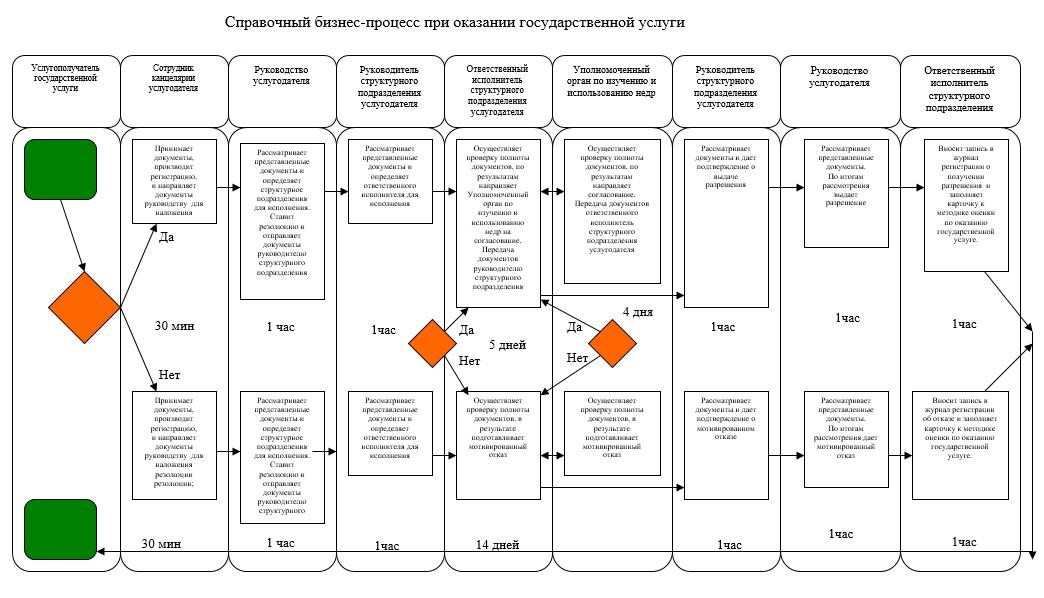 Справочный бизнес-процесс при оказании государственной услуги
Услугополучатель
государственной
услуги
Сотрудник
канцелярии
услугодателя
Руководство
услугодателя
Руководитель
структурного
подразделения
услугодателя
Ответственный
исполнитель
структурного
подразделения
услугодателя
Уполномоченный
орган по изучению и
использованию недр
Руководитель
структурного
подразделения
услугодателя
Руководство
услугодателя
Ответственный
исполнитель
структурного
подразделения
Принимает
документы,
производит
регистрацию,
и направляет
документы
руководству для
наложения
Рассматривает
представленные
документы и
определяет
структурное
подразделения
для исполнения.
Ставит
резолюцию и
отправляет
документы
руководителю
структурного
подразделения
Рассматривает
представленные
документы и
определяет
ответственного
исполнителя для
исполнения
Осуществляет
проверку полноты
документов, по
результатам
направляет
Уполномоченный
орган по
изучению и
использованию
недр на
согласование.
Передача
документов
руководителю
структурного
подразделения
Осуществляет
проверку полноты
документов, по
результатам
направляет
согласование.
Передача документов
ответственного
исполнитель
структурного
подразделения
услугодателя
Рассматривает
документы и дает
подтверждение о
выдаче
разрешения
Рассматривает
представленные
документы.
По итогам
рассмотрения
выдает
разрешение
Вносит запись в
журнал
регистрации о
получении
разрешения и
заполняет
карточку к
методике оценки
по оказанию
государственной
услуге.
Да
30 мин
1 час
1час
Да
5 дней
Нет
Да
4 дня
Нет
1час
1час
1час
Нет
Принимает
документы,
производит
регистрацию,
и направляет
документы
руководству для
наложения
резолюции
резолюции;
Рассматривает
представленные
документы и
определяет
структурное
подразделения
для исполнения.
Ставит
резолюцию и
отправляет
документы
руководителю
структурного
Рассматривает
представленные
документы и
определяет
ответственного
исполнителя для
исполнения
Осуществляет
проверку полноты
документов, в
результате
подготавливает
мотивированный
отказ
Осуществляет
проверку полноты
документов, в
результате
подготавливает
мотивированный
отказ
Рассматривает
документы и дает
подтверждение о
мотивированном
отказе
Рассматривает
представленные
документы.
По итогам
рассмотрения дает
мотивированный
отказ
Вносит запись в
журнал регистрации
об отказе и заполняет
карточку к методике
оценки по оказанию
государственной
услуге.
30 мин
1 час
1час
14 дней
1час
1час
1час